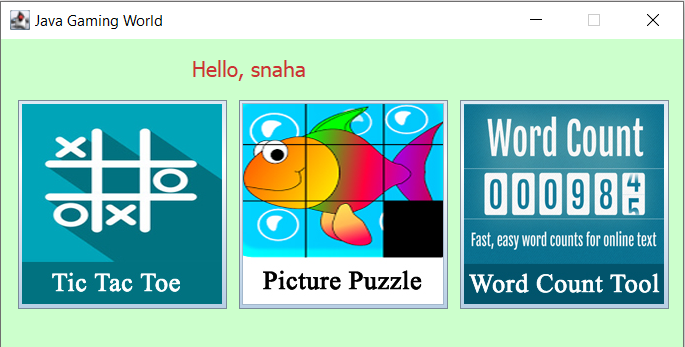 Java Gaming World
Hello, snaha
Tic Tac Toe
Picture Puzzle
Word Count
000984
5
Fast, easy word counts for online text
Word Count Tool